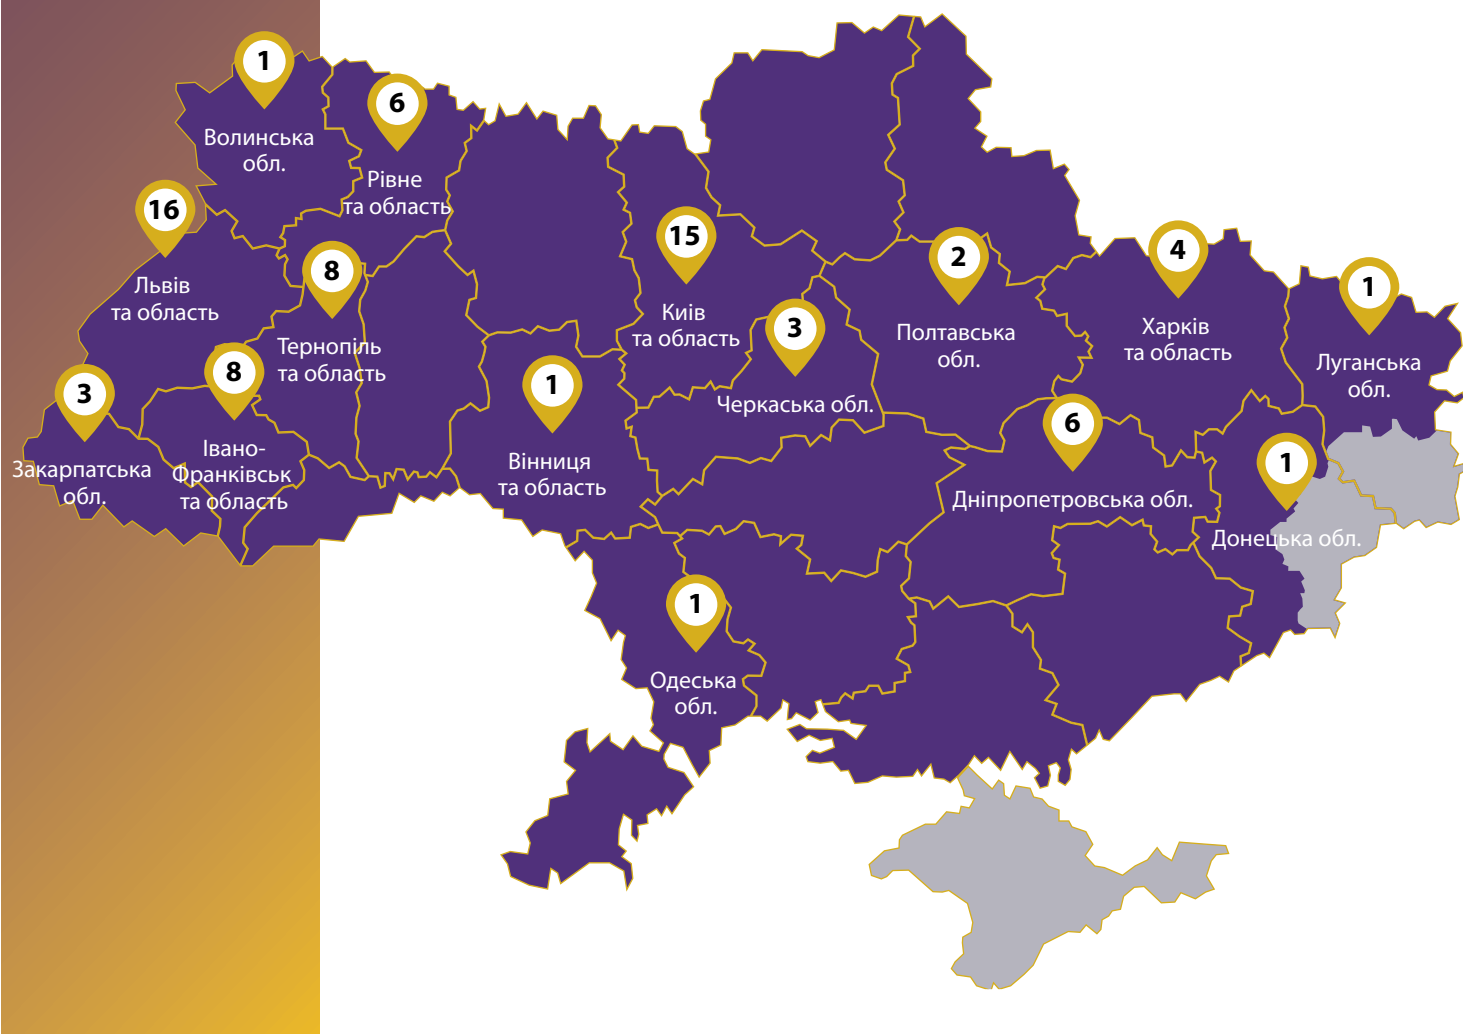 1
Волинська
обл.
6
Рівне
та область
16
Львів
та область
8
Тернопіль
та область
15
Київ
та область
3
Черкаська обл.
2
Полтавська
обл.
4
Харків
та область
1
Луганська
обл.
3
Закарпатська
обл.
8
Івано-
Франківськ
та область
1
Вінниця
та область
6
Дніпропетровська обл.
1
Донецька обл.
1
Одеська
обл.